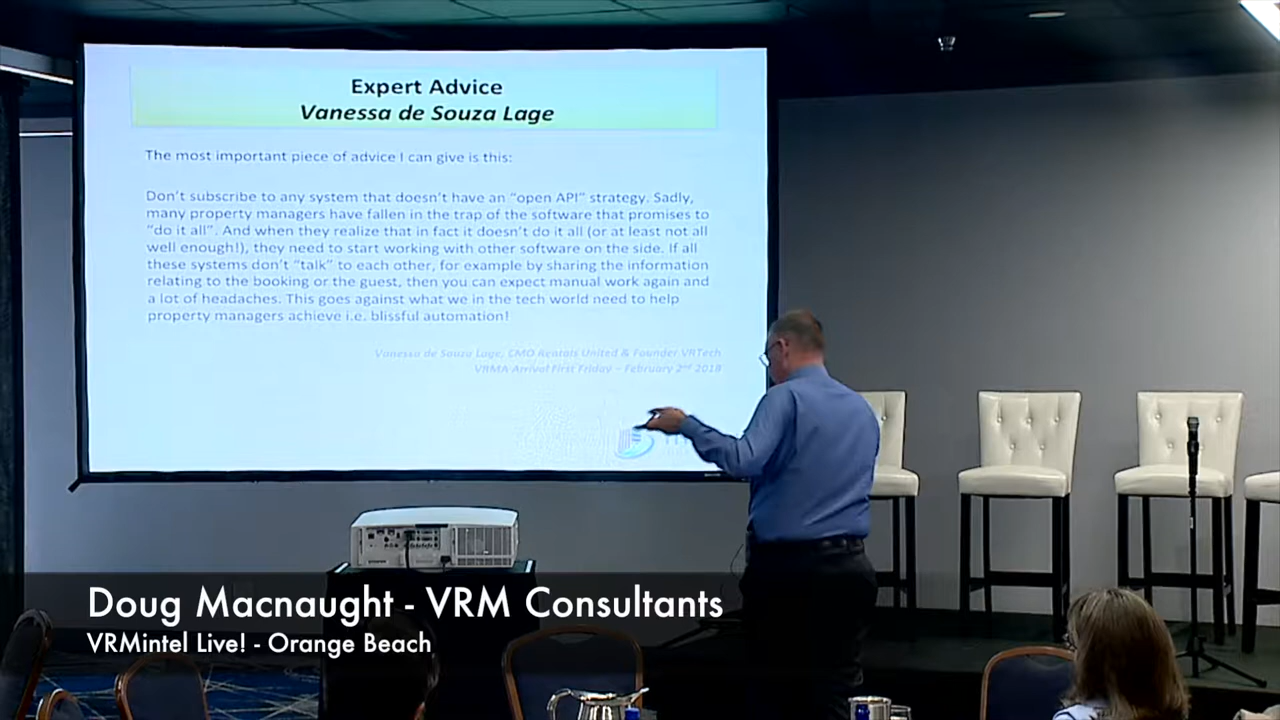 Expert Advice
Vanessa de Souza Lage
The most important piece of advice I can give is this:
Don't subscribe to any system that doesn't have an "open API" strategy. Sadly,
many property managers have fallen in the trap of the software that promises to
"do it all". And when they realize that in fact it doesn't do it all (or at least not all
well enough!), they need to start working with other software on the side. If all
these systems don't "talk" to each other, for example by sharing the information
relating to the booking or the guest, then you can expect manual work again and
a lot of headaches. This goes against what we in the tech world need to help
property managers achieve i.e. blissful automation!
Vanessa de Souza Lage, CMO Rentals United & Founder VRTech
VRMA Arrival First Friday – February 2nd 2018
Doug Macnaught - VRM Consultants
VRMintel Live! - Orange Beach